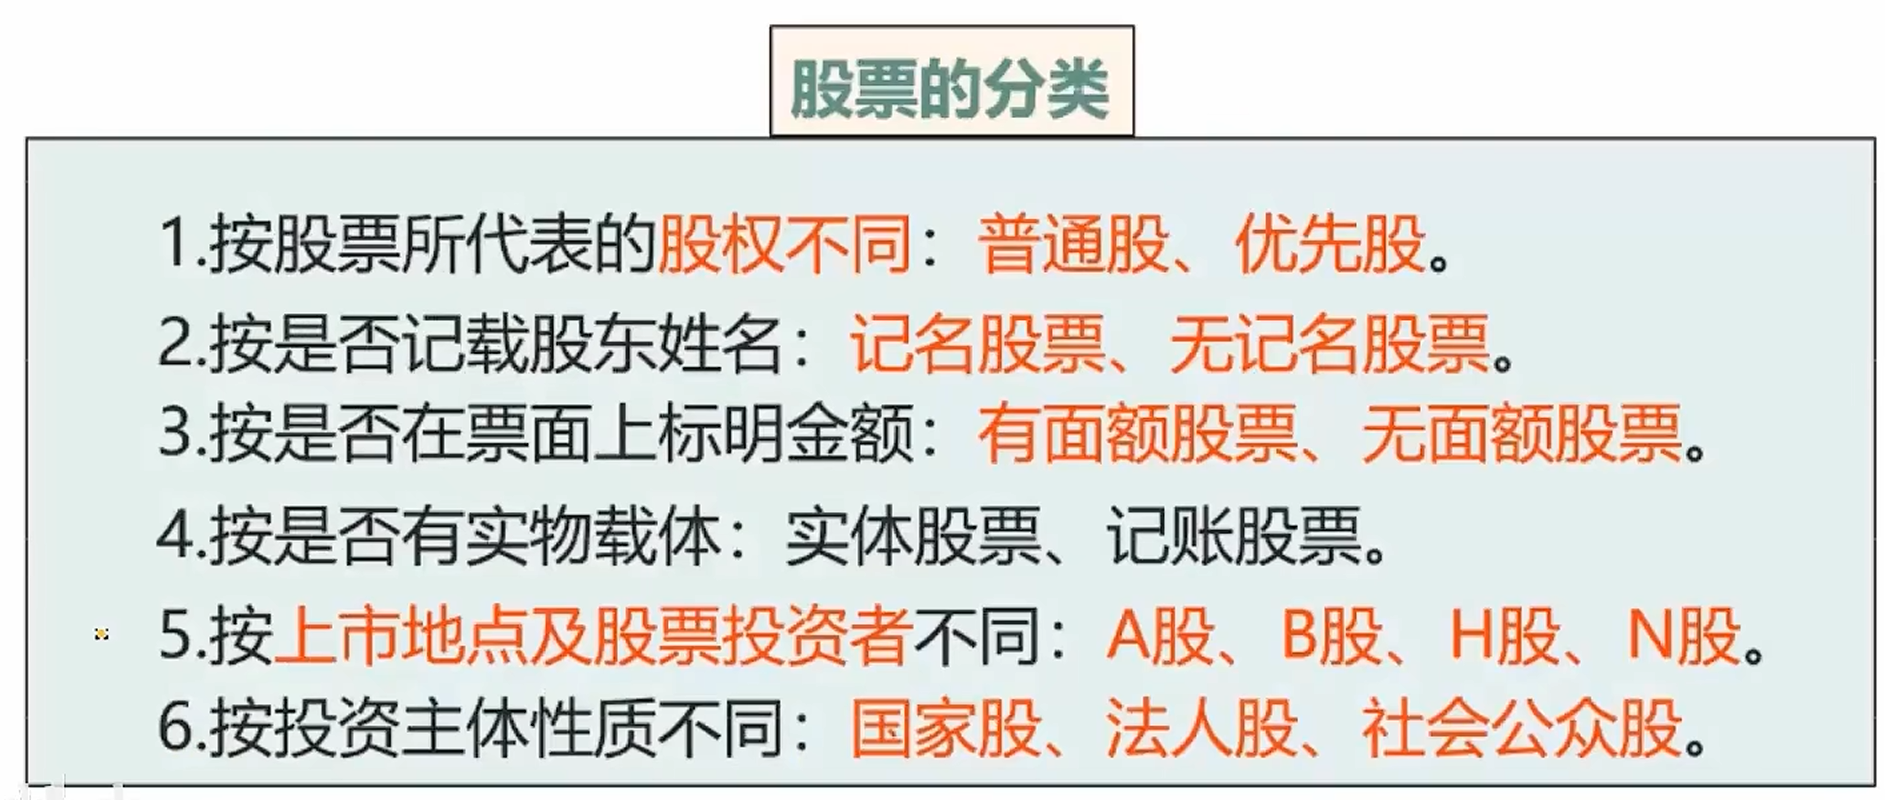 股票的分类
1.按股票所代表的股权不同：普通股、优先股。
2.按是否记载股东姓名：记名股票、无记名股票。
3.按是否在票面上标明金额：有面额股票、无面额股票。
4.按是否有实物载体：实体股票、记账股票。
5.按上市地点及股票投资者不同：A股、B股、H股、N股。
6.按投资主体性质不同：国家股、法人股、社会公众股。